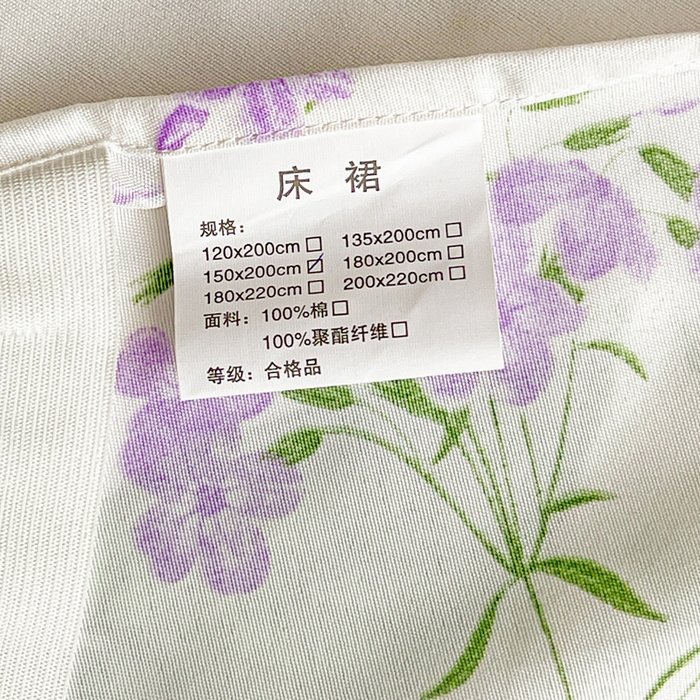 床 裙
规格：
120x200cm☐ 135x200cm☐
150x200cm☑ 180x200cm☐
180x220cm☐ 200x220cm☐
面料：100%棉☐
100%聚酯纤维☐
等级：合格品